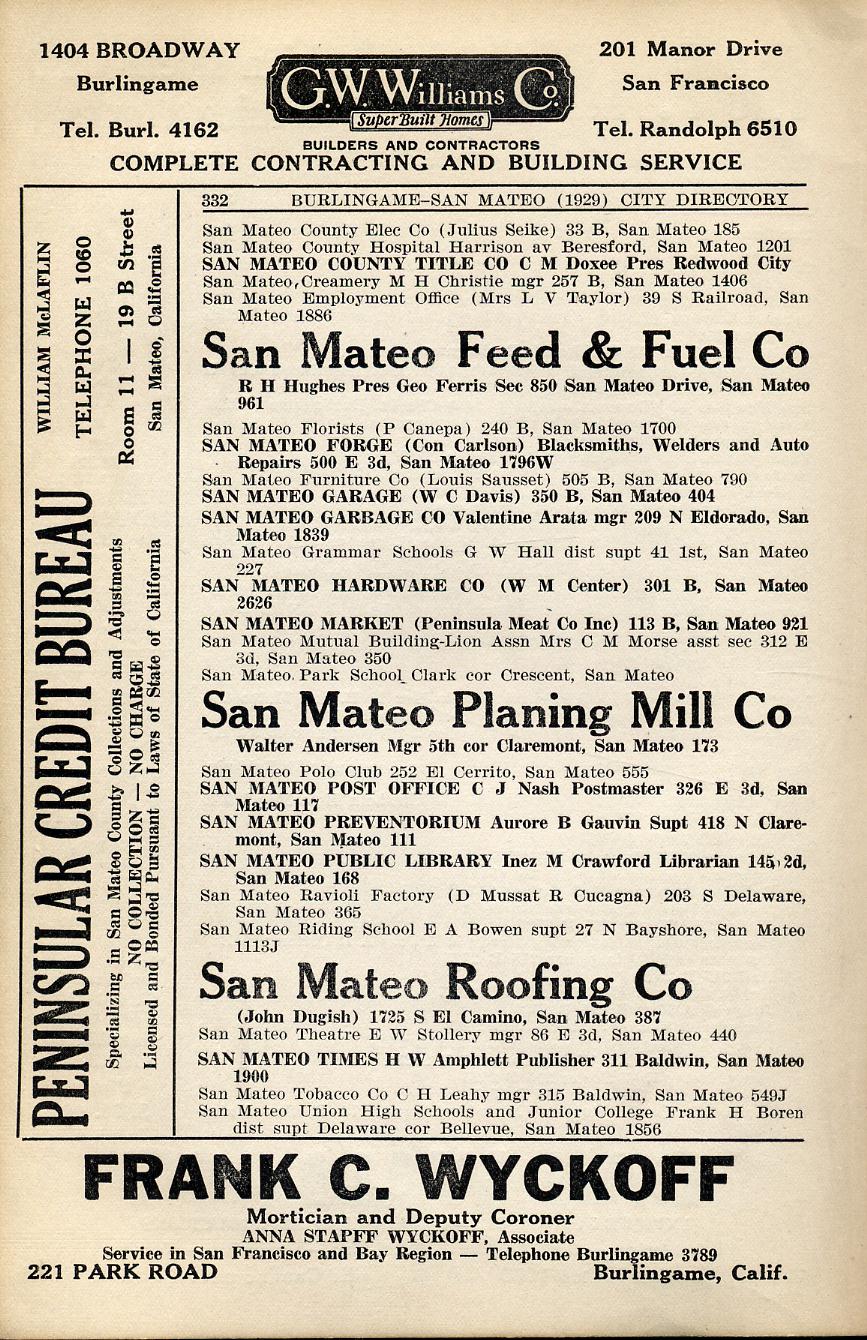 1404 BROADWAY
Burlingame
Tel. Burl. 4162
G.W. Williams Co.
Super Built Homes
BUILDERS AND CONTRACTORS
201 Manor Drive
San Francisco
Tel. Randolph 6510
COMPLETE CONTRACTING AND BUILDING SERVICE
332 BURLINGAME-SAN MATEO (1929) CITY DIRECTORY
San Mateo County Elec Co (Julius Seike) 33 B, San Mateo 185
San Mateo County Hospital Harrison av Beresford, San Mateo 1201
SAN MATEO COUNTY TITLE CO C M Doxee Pres Redwood City
San Mateo Creamery M H Christie mgr 257 B, San Mateo 1406
San Mateo Employment Office (Mrs L V Taylor) 39 S Railroad, San
Mateo 1886
San Mateo Feed & Fuel Co
R H Hughes Pres Geo Ferris Sec 850 San Mateo Drive, San Mateo
961
San Mateo Florists (P Canepa) 240 B, San Mateo 1700
SAN MATEO FORGE (Con Carlson) Blacksmiths, Welders and Auto
Repairs 500 E 3d, San Mateo 1796W
San Mateo Furniture Co (Louis Sausset) 505 B, San Mateo 790
SAN MATEO GARAGE (W C Davis) 350 B, San Mateo 404
SAN MATEO GARBAGE CO Valentine Arata mgr 209 N Eldorado, San
Mateo 1839
San Mateo Grammar Schools G W Hall dist supt 41 1st, San Mateo
227
SAN MATEO HARDWARE CO (W M Center) 301 B, San Mateo
2626
SAN MATEO MARKET (Peninsula Meat Co Inc) 113 B, San Mateo 921
San Mateo Mutual Building-Lion Assn Mrs C M Morse asst sec 312 E
3d, San Mateo 350
San Mateo Park School Clark cor Crescent, San Mateo
San Mateo Planing Mill Co
Walter Andersen Mgr 5th cor Claremont, San Mateo 173
San Mateo Polo Club 252 El Cerrito, San Mateo 555
SAN MATEO POST OFFICE C J Nash Postmaster 326 E 3d, San
Mateo 117
SAN MATEO PREVENTORIUM Aurore B Gauvin Supt 418 N Clare-
mont, San Mateo 111
SAN MATEO PUBLIC LIBRARY Inez M Crawford Librarian 145 2d,
San Mateo 168
San Mateo Ravioli Factory (D Mussat R Cucagna) 203 S Delaware,
San Mateo 365
San Mateo Riding School E A Bowen supt 27 N Bayshore, San Mateo
1113J
San Mateo Roofing Co
(John Dugish) 1725 S El Camino, San Mateo 387
San Mateo Theatre E W Stollery mgr 86 E 3d, San Mateo 440
SAN MATEO TIMES H W Amphlett Publisher 311 Baldwin, San Mateo
1900
San Mateo Tobacco Co C H Leahy mgr 315 Baldwin, San Mateo 549J
San Mateo Union High Schools and Junior College Frank H Boren
dist supt Delaware cor Bellevue, San Mateo 1856
PENINSULAR CREDIT BUREAU
WILLIAM McLAFLIN
TELEPHONE 1060
Specializing in San Mateo County Collections and Adjustments
NO COLLECTION — NO CHARGE
Licensed and Bonded Pursuant to Laws of State of California
Room 11 — 19 B Street
San Mateo, California
FRANK C. WYCKOFF
Mortician and Deputy Coroner
ANNA STAPFF WYCKOFF, Associate
Service in San Francisco and Bay Region — Telephone Burlingame 3789
221 PARK ROAD Burlingame, Calif.